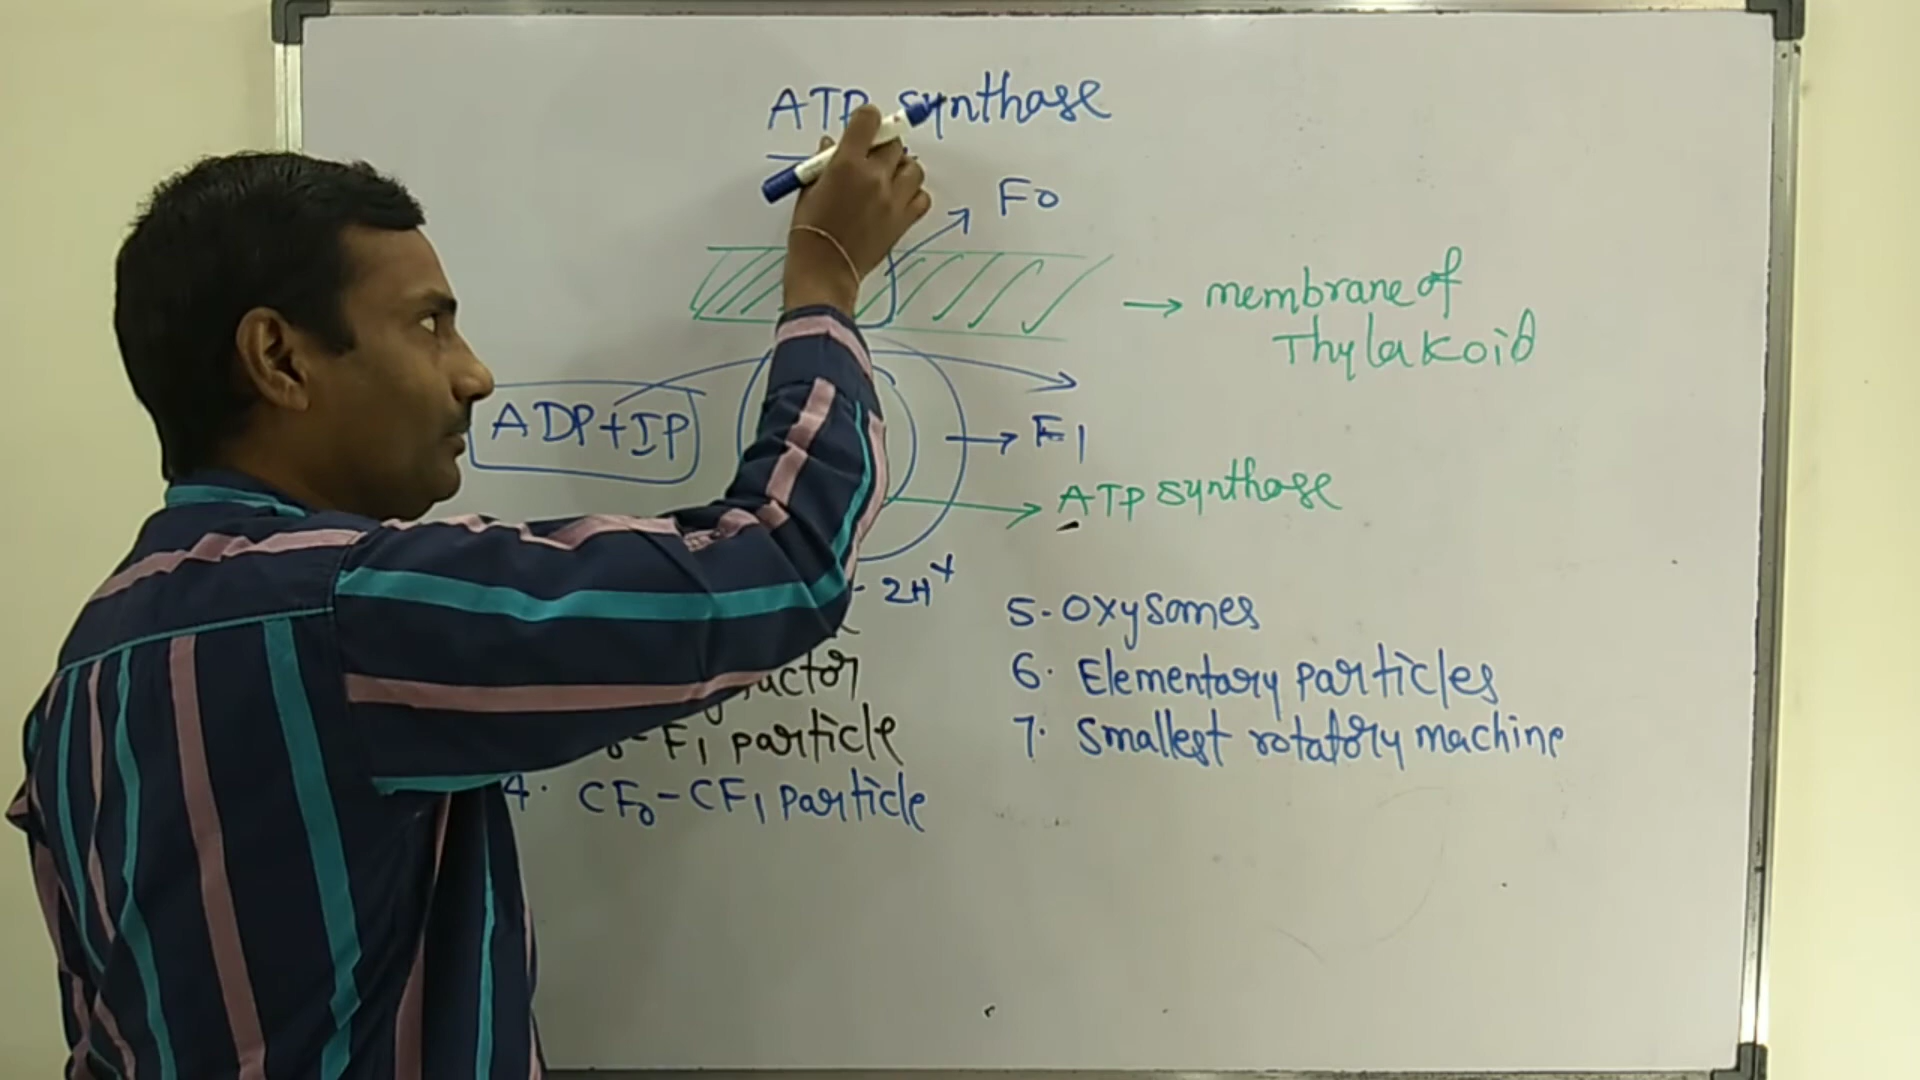 ATP synthase
F0
membrane of
Thylakoid
ADP+IP
F1
ATP synthase
- 2H+
5. Oxysomes
6. Elementary particles
7. Smallest rotatory machine
- F1 particle
4. CF0-CF1 particle